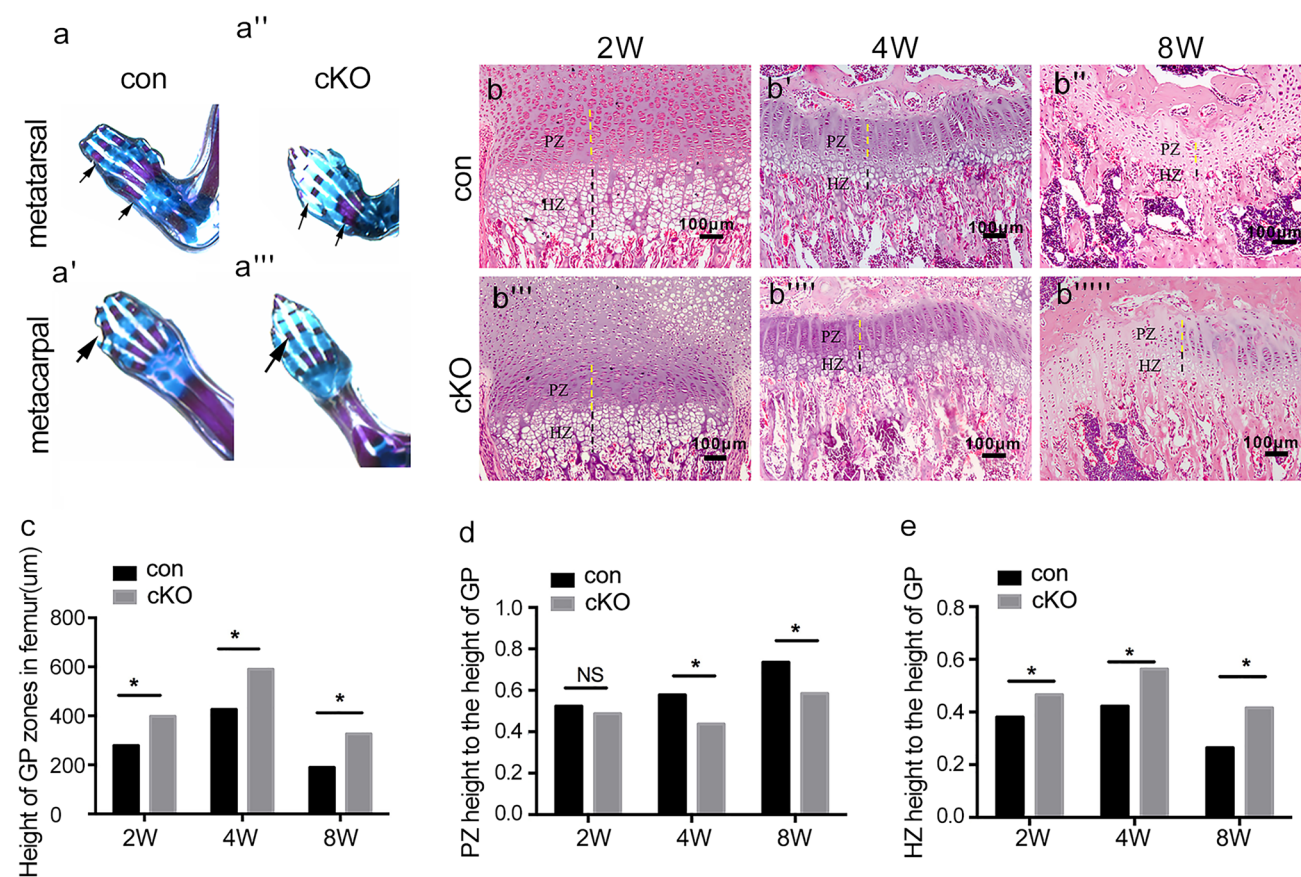 a
a''
con
cKO
metatarsal
a'
a'''
metacarpal
2W
4W
8W
con
b
PZ
HZ
100μm
b'
PZ
HZ
100μm
b''
PZ
HZ
100μm
cKO
b'''
PZ
HZ
100μm
b''''
PZ
HZ
100μm
b'''''
PZ
HZ
100μm
c
con
cKO
Height of GP zones in femur(um)
800
600
400
200
0
*
*
*
2W
4W
8W
d
con
cKO
PZ height to the height of GP
1.0
0.8
0.6
0.4
0.2
0.0
NS
*
*
2W
4W
8W
e
con
cKO
HZ height to the height of GP
0.8
0.6
0.4
0.2
0.0
*
*
*
2W
4W
8W